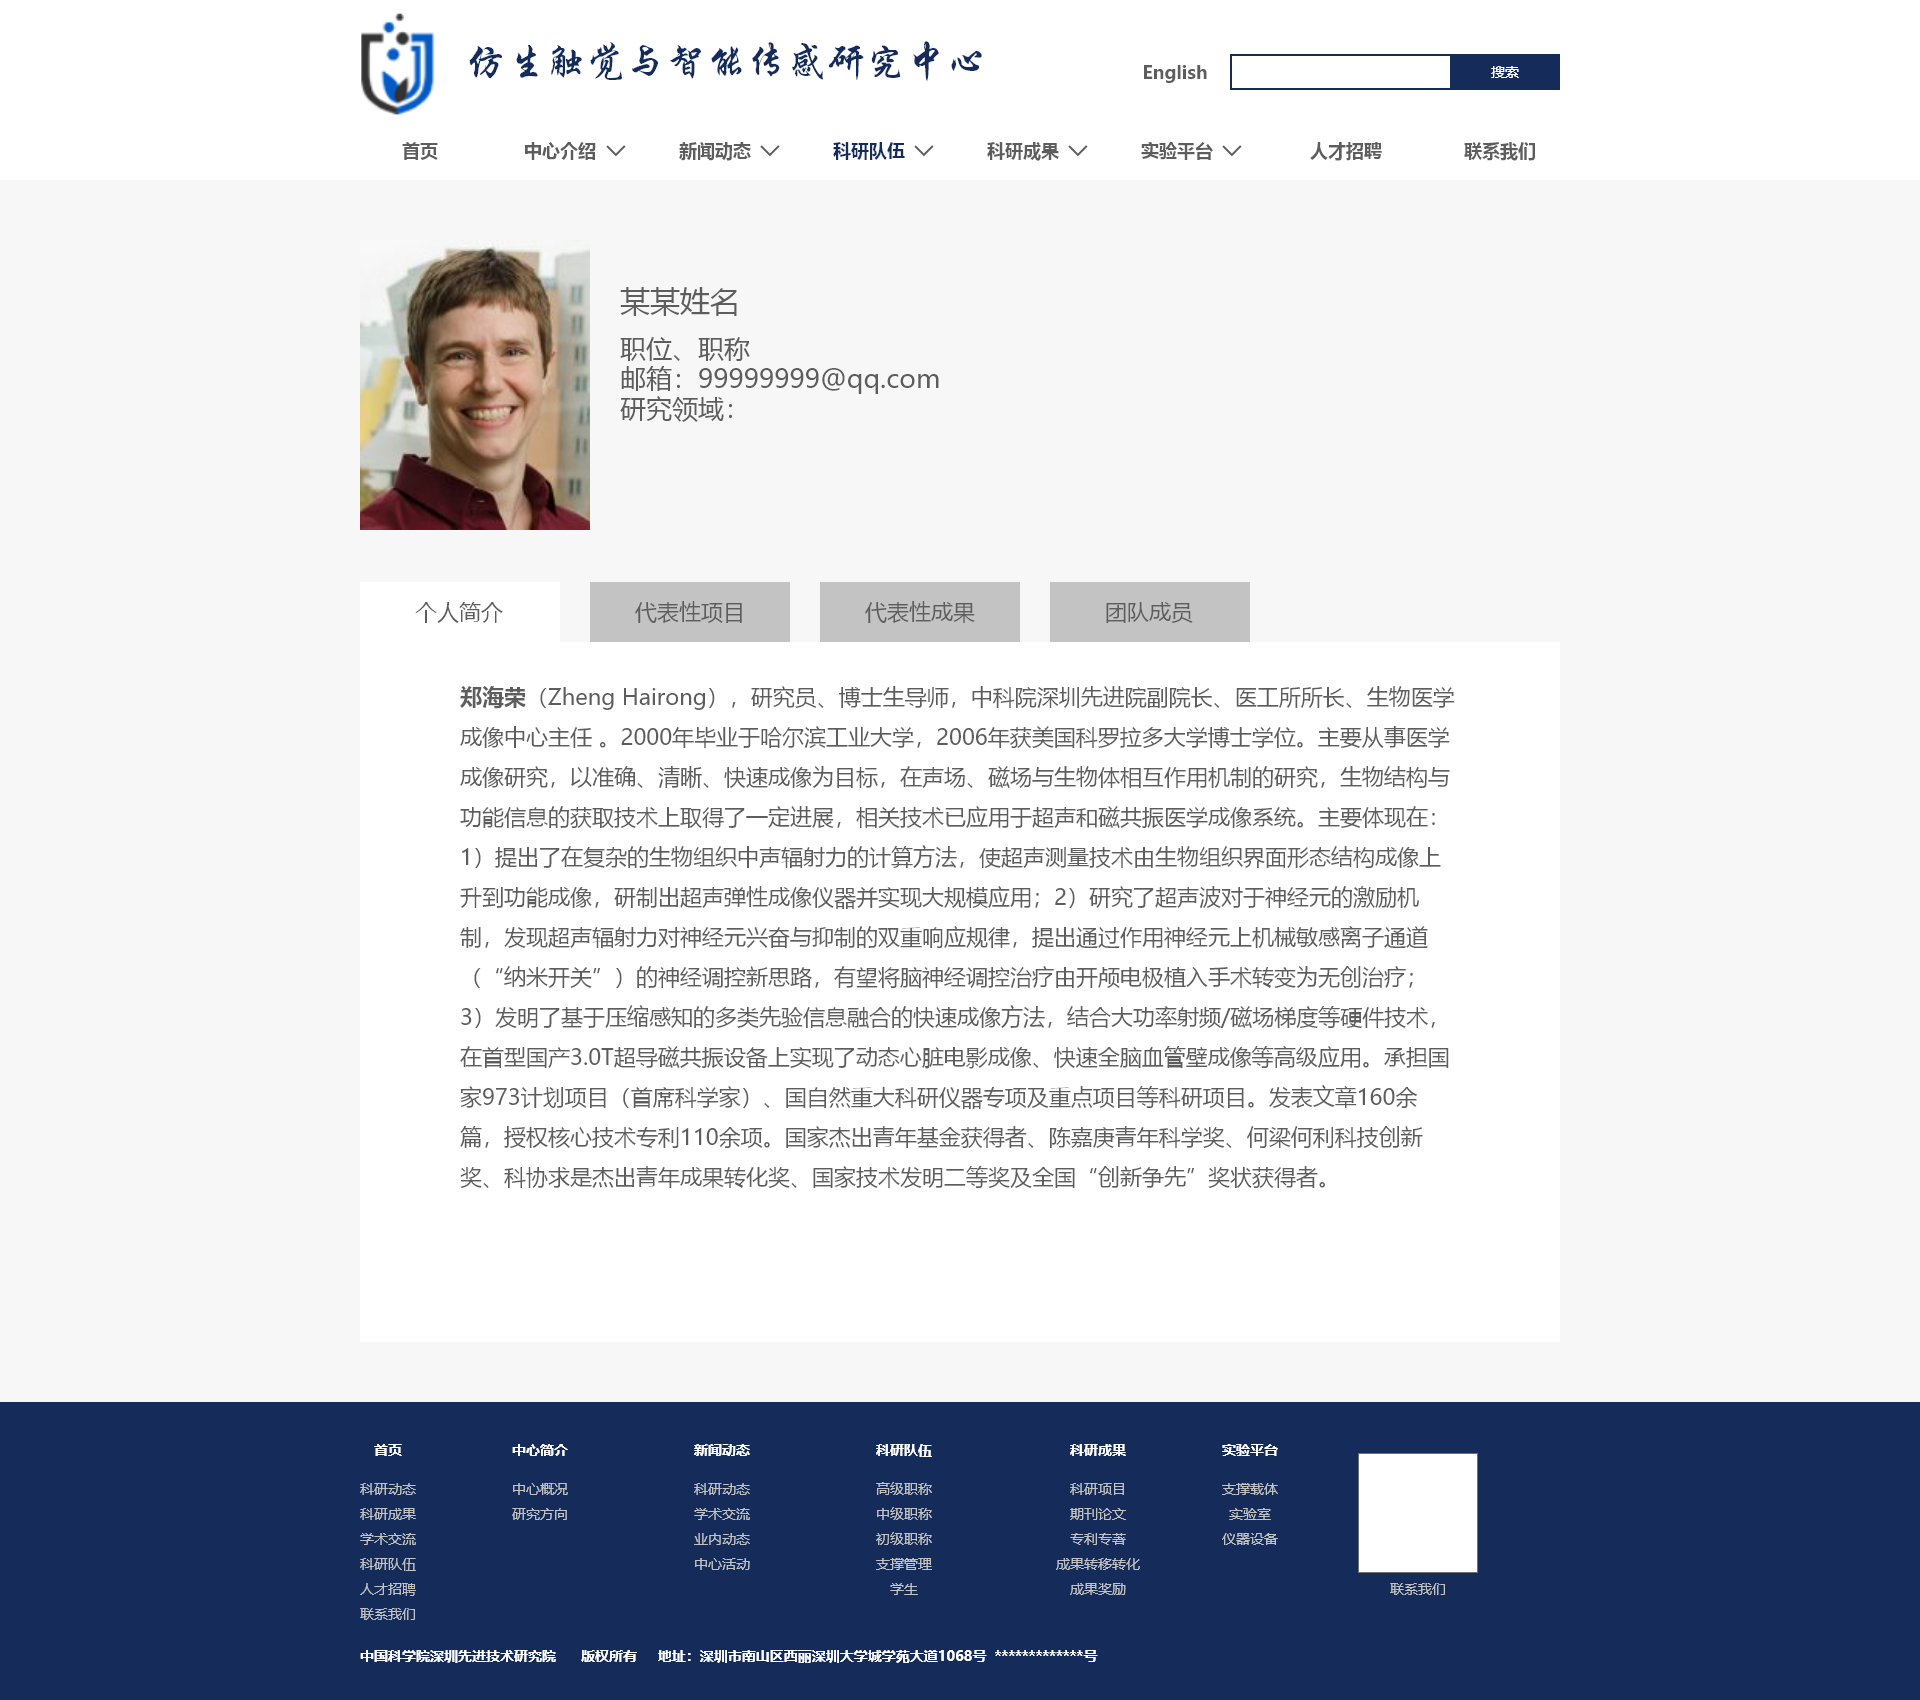 仿生触觉与智能传感研究中心
English
搜索
首页 中心介绍 新闻动态 科研队伍 科研成果 实验平台 人才招聘 联系我们
某某姓名
职位、职称
邮箱：99999999@qq.com
研究领域：
个人简介 代表性项目 代表性成果 团队成员
郑海荣（Zheng Hairong），研究员、博士生导师，中科院深圳先进院副院长、医工所所长、生物医学
成像中心主任 。2000年毕业于哈尔滨工业大学，2006年获美国科罗拉多大学博士学位。主要从事医学
成像研究，以准确、清晰、快速成像为目标，在声场、磁场与生物体相互作用机制的研究，生物结构与
功能信息的获取技术上取得了一定进展，相关技术已应用于超声和磁共振医学成像系统。主要体现在：
1）提出了在复杂的生物组织中声辐射力的计算方法，使超声测量技术由生物组织界面形态结构成像上
升到功能成像，研制出超声弹性成像仪器并实现大规模应用；2）研究了超声波对于神经元的激励机
制，发现超声辐射力对神经元兴奋与抑制的双重响应规律，提出通过作用神经元上机械敏感离子通道
（“纳米开关”）的神经调控新思路，有望将脑神经调控治疗由开颅电极植入手术转变为无创治疗；
3）发明了基于压缩感知的多类先验信息融合的快速成像方法，结合大功率射频/磁场梯度等硬件技术，
在首型国产3.0T超导磁共振设备上实现了动态心脏电影成像、快速全脑血管壁成像等高级应用。承担国
家973计划项目（首席科学家）、国自然重大科研仪器专项及重点项目等科研项目。发表文章160余
篇，授权核心技术专利110余项。国家杰出青年基金获得者、陈嘉庚青年科学奖、何梁何利科技创新
奖、科协求是杰出青年成果转化奖、国家技术发明二等奖及全国“创新争先”奖状获得者。
首页 中心简介 新闻动态 科研队伍 科研成果 实验平台
科研动态 中心概况 科研动态 高级职称 科研项目 支撑载体
科研成果 研究方向 学术交流 中级职称 期刊论文 实验室
学术交流 业内动态 初级职称 专利专著 仪器设备
科研队伍 中心活动 支撑管理 成果转移转化
人才招聘 学生 成果奖励 联系我们
联系我们
中国科学院深圳先进技术研究院 版权所有 地址：深圳市南山区西丽深圳大学城学苑大道1068号 *************号